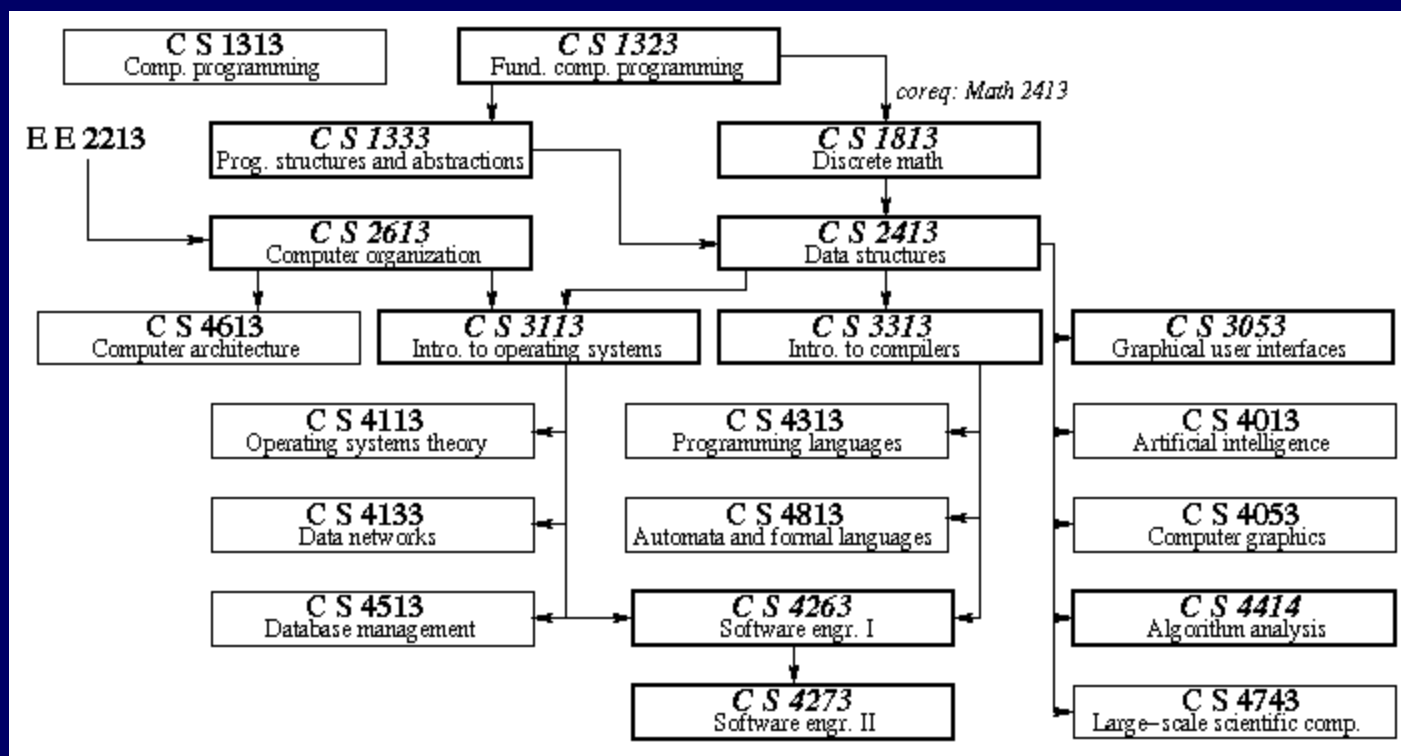 C S 1313
Comp. programming
C S 1323
Fund. comp. programming
coreq: Math 2413
E E 2213
C S 1333
Prog. structures and abstractions
C S 1813
Discrete math
C S 2613
Computer organization
C S 2413
Data structures
C S 4613
Computer architecture
C S 3113
Intro. to operating systems
C S 3313
Intro. to compilers
C S 3053
Graphical user interfaces
C S 4113
Operating systems theory
C S 4313
Programming languages
C S 4013
Artificial intelligence
C S 4133
Data networks
C S 4813
Automata and formal languages
C S 4053
Computer graphics
C S 4513
Database management
C S 4263
Software engr. I
C S 4414
Algorithm analysis
C S 4273
Software engr. II
C S 4743
Large-scale scientific comp.